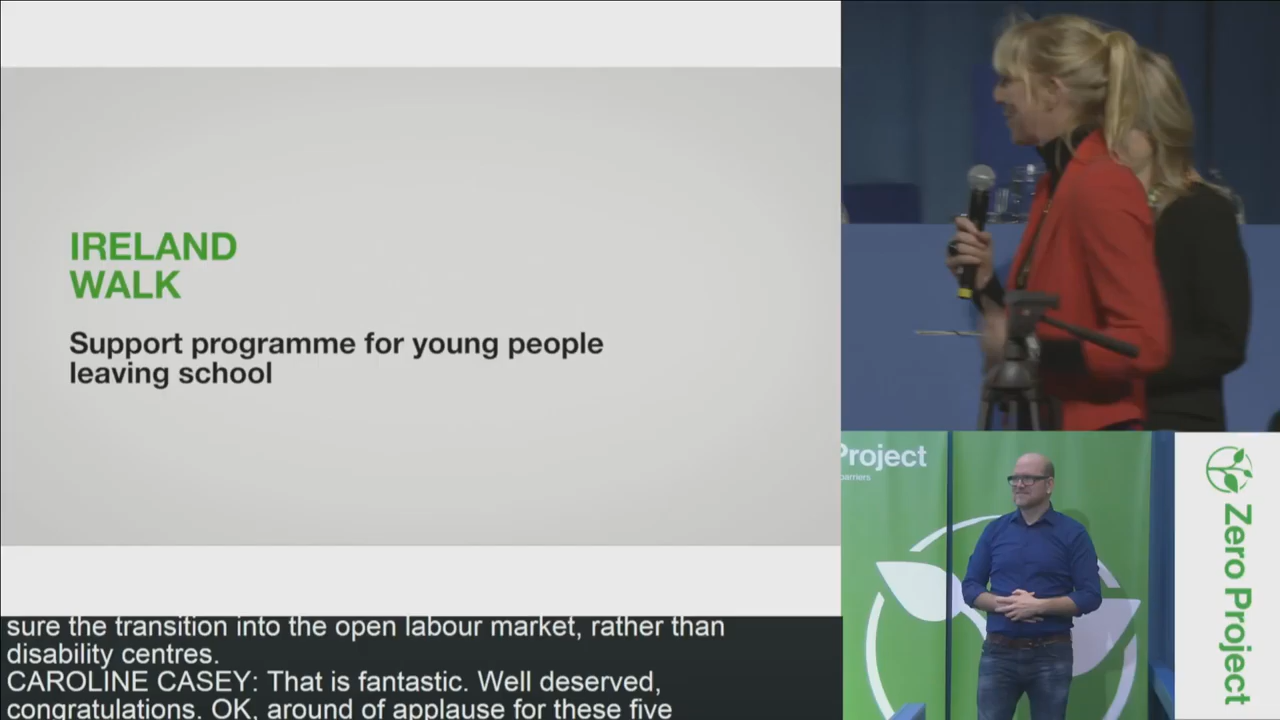 IRELAND
WALK
Support programme for young people
leaving school
sure the transition into the open labour market, rather than
disability centres.
CAROLINE CASEY: That is fantastic. Well deserved,
congratulations. OK, around of applause for these five
Project
barriers
Zero Project